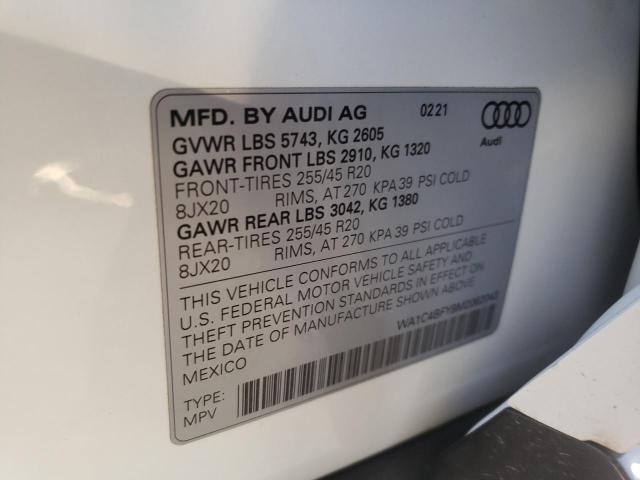 MFD. BY AUDI AG 02 21
Audi
GVWR LBS 5743, KG 2605
GAWR FRONT LBS 2910, KG 1320
FRONT-TIRES 255/45 R20
8JX20 RIMS, AT 270 KPA 39 PSI COLD
GAWR REAR LBS 3042, KG 1380
REAR-TIRES 255/45 R20
8JX20 RIMS, AT 270 KPA 39 PSI COLD
THIS VEHICLE CONFORMS TO ALL APPLICABLE
U.S. FEDERAL MOTOR VEHICLE SAFETY AND
THEFT PREVENTION STANDARDS IN EFFECT ON
THE DATE OF MANUFACTURE SHOWN ABOVE.
MEXICO
TYPE:
MPV